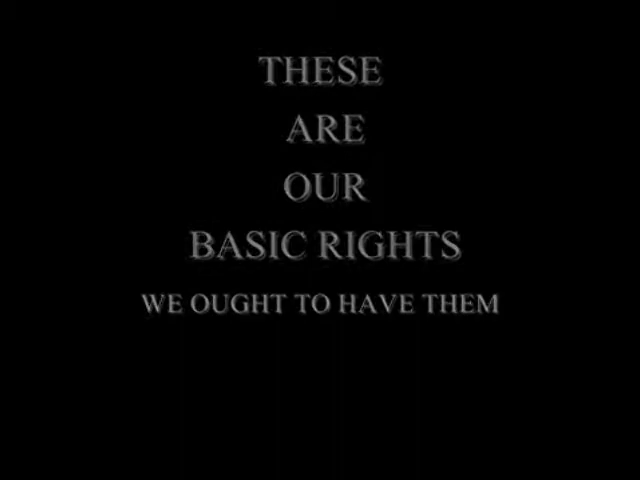 THESE
ARE
OUR
BASIC RIGHTS
WE OUGHT TO HAVE THEM